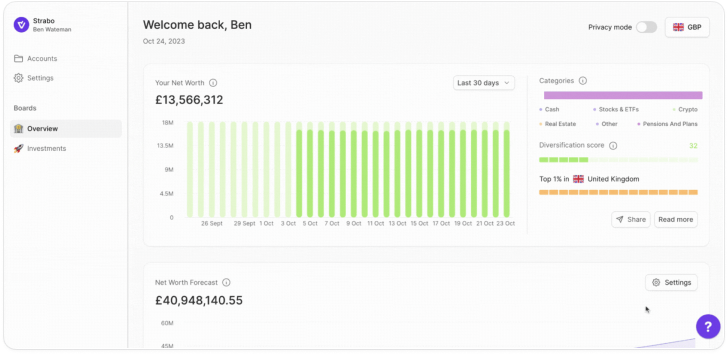 Strabo
Ben Wateman
Accounts
Settings
Boards
Overview
Investments
Welcome back, Ben
Oct 24, 2023
Privacy mode
GBP
Your Net Worth
Last 30 days
£13,566,312
18M
13.5M
9M
4.5M
0
26 Sept 29 Sept 1 Oct 3 Oct 5 Oct 7 Oct 9 Oct 11 Oct 13 Oct 15 Oct 17 Oct 19 Oct 21 Oct 23 Oct
Categories
Cash Stocks & ETFs Crypto
Real Estate Other Pensions And Plans
Diversification score 32
Top 1% in United Kingdom
Share Read more
Net Worth Forecast
Settings
£40,948,140.55
60M
45M
?